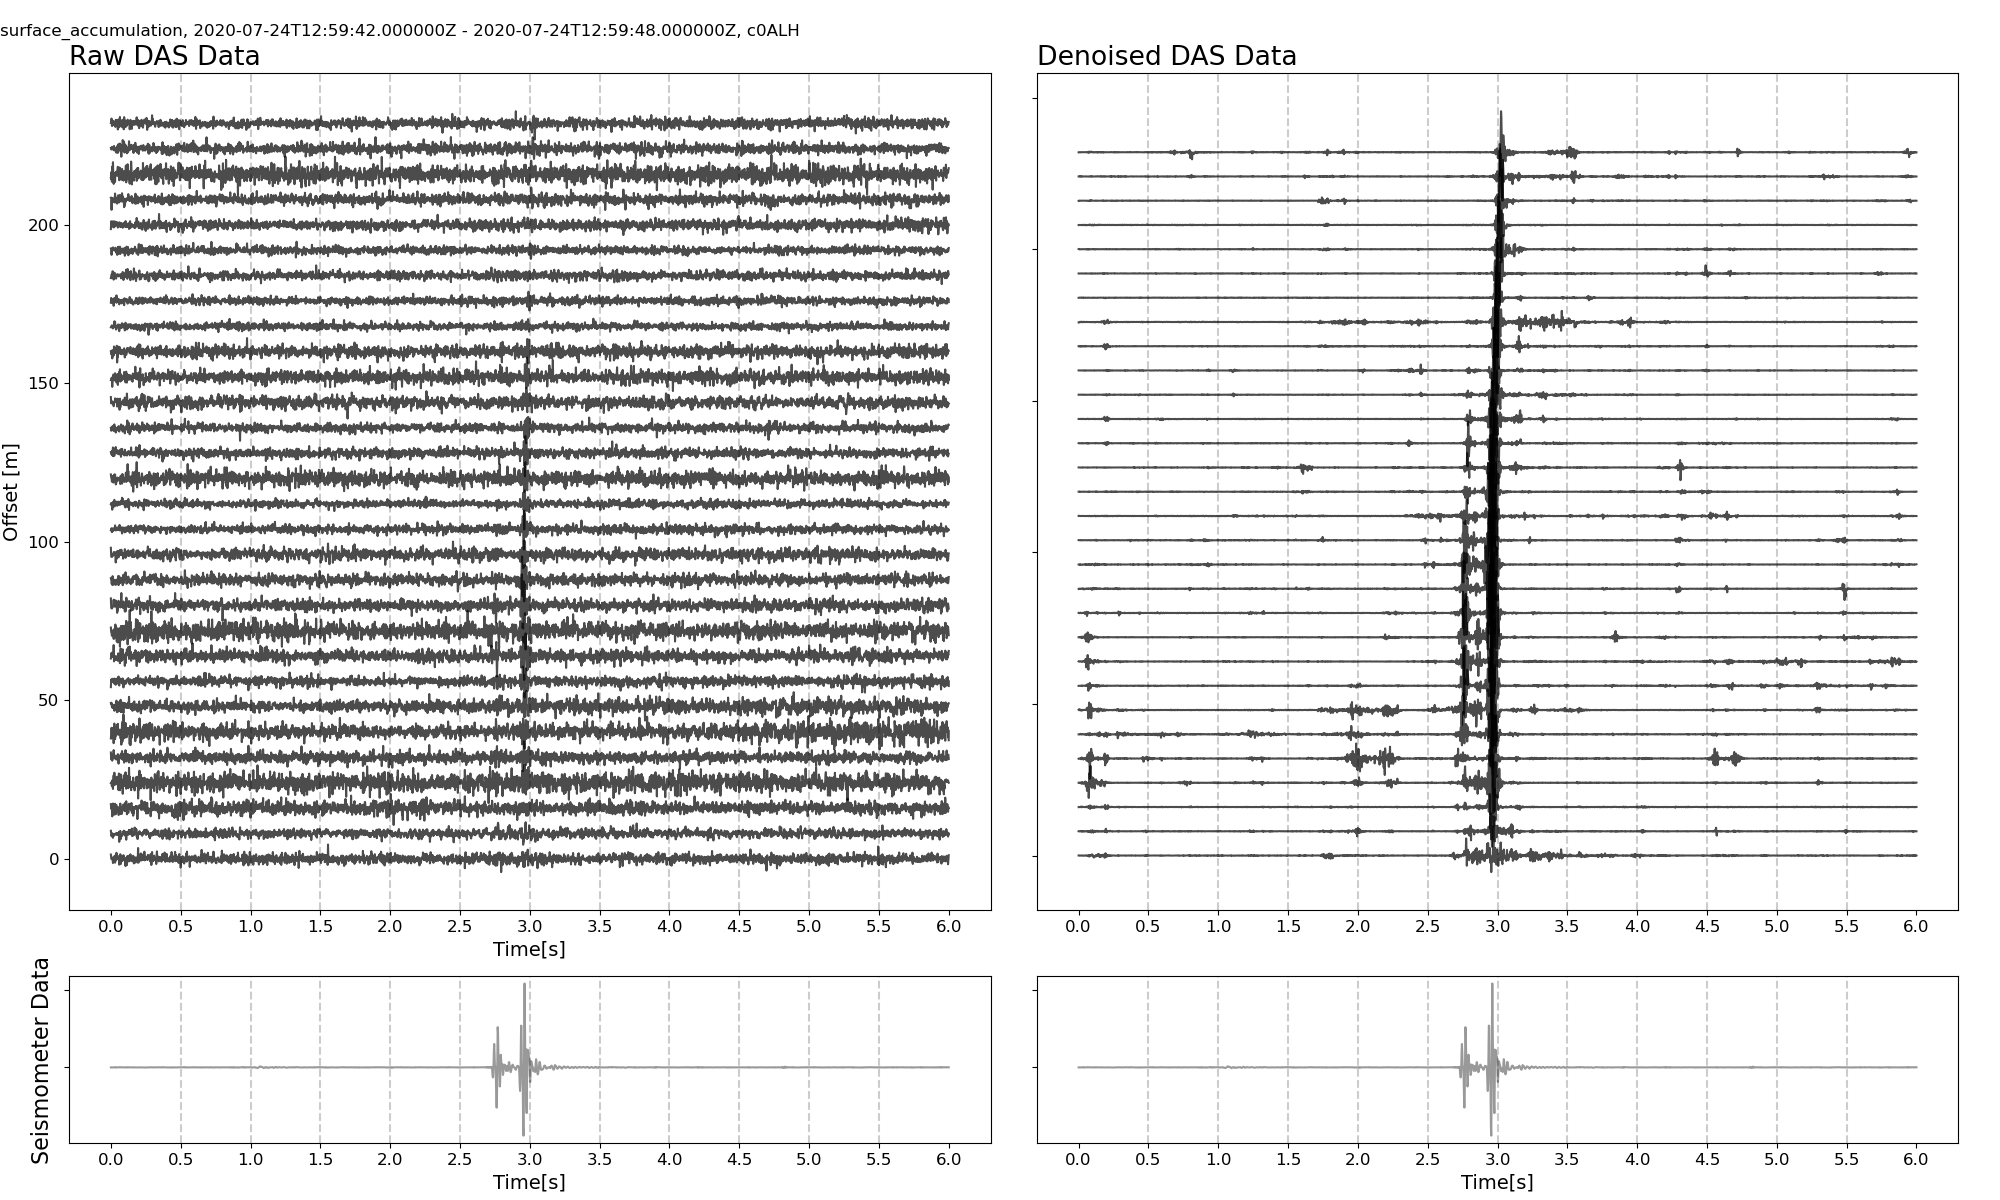 surface_accumulation, 2020-07-24T12:59:42.000000Z - 2020-07-24T12:59:48.000000Z, c0ALH
Raw DAS Data
Offset [m]
200
150
100
50
0
0.0 0.5 1.0 1.5 2.0 2.5 3.0 3.5 4.0 4.5 5.0 5.5 6.0
Time[s]
Denoised DAS Data
0.0 0.5 1.0 1.5 2.0 2.5 3.0 3.5 4.0 4.5 5.0 5.5 6.0
Seismometer Data
0.0 0.5 1.0 1.5 2.0 2.5 3.0 3.5 4.0 4.5 5.0 5.5 6.0
Time[s]
0.0 0.5 1.0 1.5 2.0 2.5 3.0 3.5 4.0 4.5 5.0 5.5 6.0
Time[s]